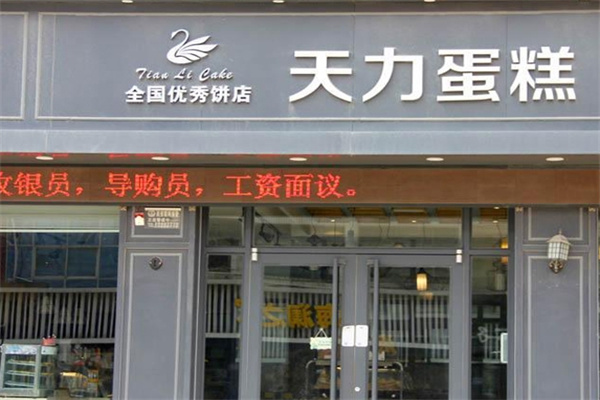 Tian Li Cake
全国优秀饼店
天力蛋糕
收银员，导购员，工资面议。